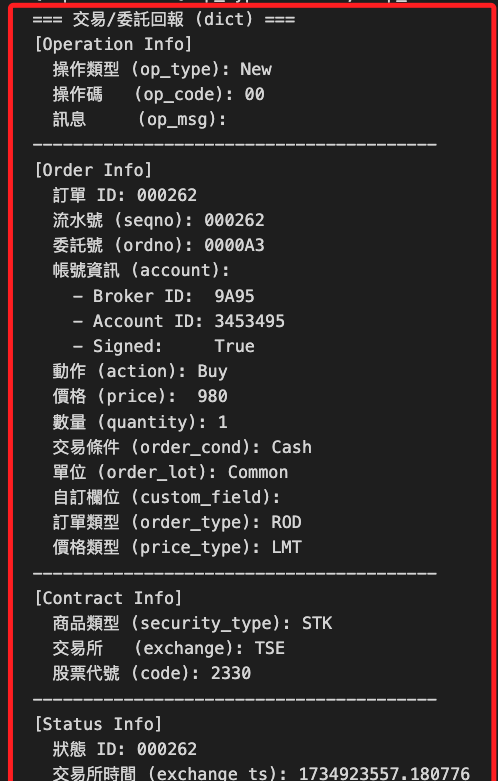 === 交易/委託回報 (dict) ===
[Operation Info]
操作類型 (op_type): New
操作碼 (op_code): 00
訊息 (op_msg):
----------------------------------------
[Order Info]
訂單 ID: 000262
流水號 (seqno): 000262
委託號 (ordno): 0000A3
帳號資訊 (account):
- Broker ID: 9A95
- Account ID: 3453495
- Signed: True
動作 (action): Buy
價格 (price): 980
數量 (quantity): 1
交易條件 (order_cond): Cash
單位 (order_lot): Common
自訂欄位 (custom_field):
訂單類型 (order_type): ROD
價格類型 (price_type): LMT
----------------------------------------
[Contract Info]
商品類型 (security_type): STK
交易所 (exchange): TSE
股票代號 (code): 2330
----------------------------------------
[Status Info]
狀態 ID: 000262
交易所時間 (exchange_ts): 1734923557.180776